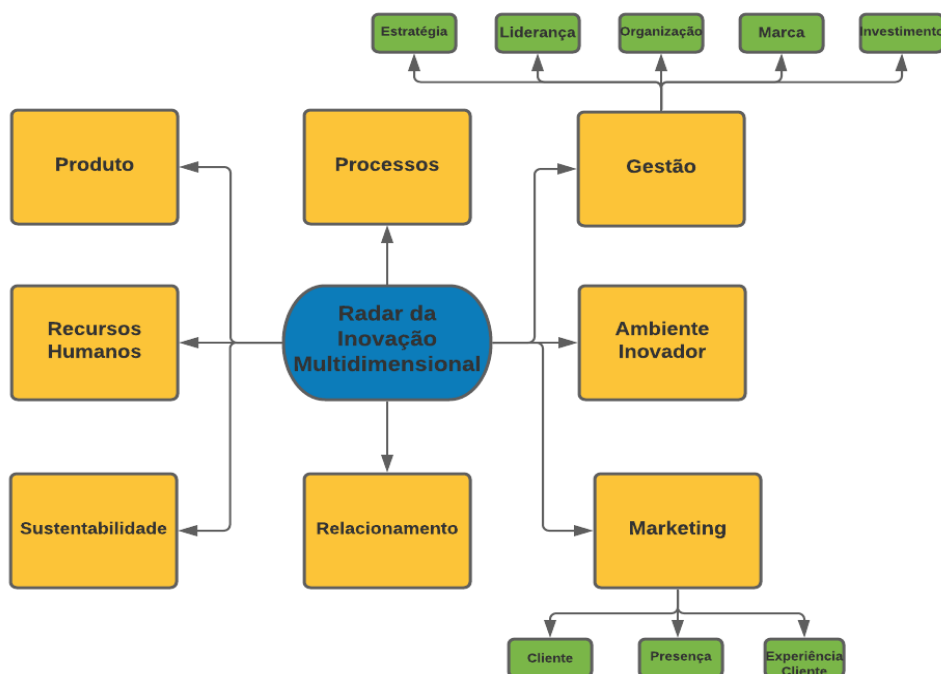 Estratégia
Liderança
Organização
Marca
Investimento
Produto
Processos
Gestão
Recursos
Humanos
Radar da
Inovação
Multidimensional
Ambiente
Inovador
Sustentabilidade
Relacionamento
Marketing
Cliente
Presença
Experiência
Cliente